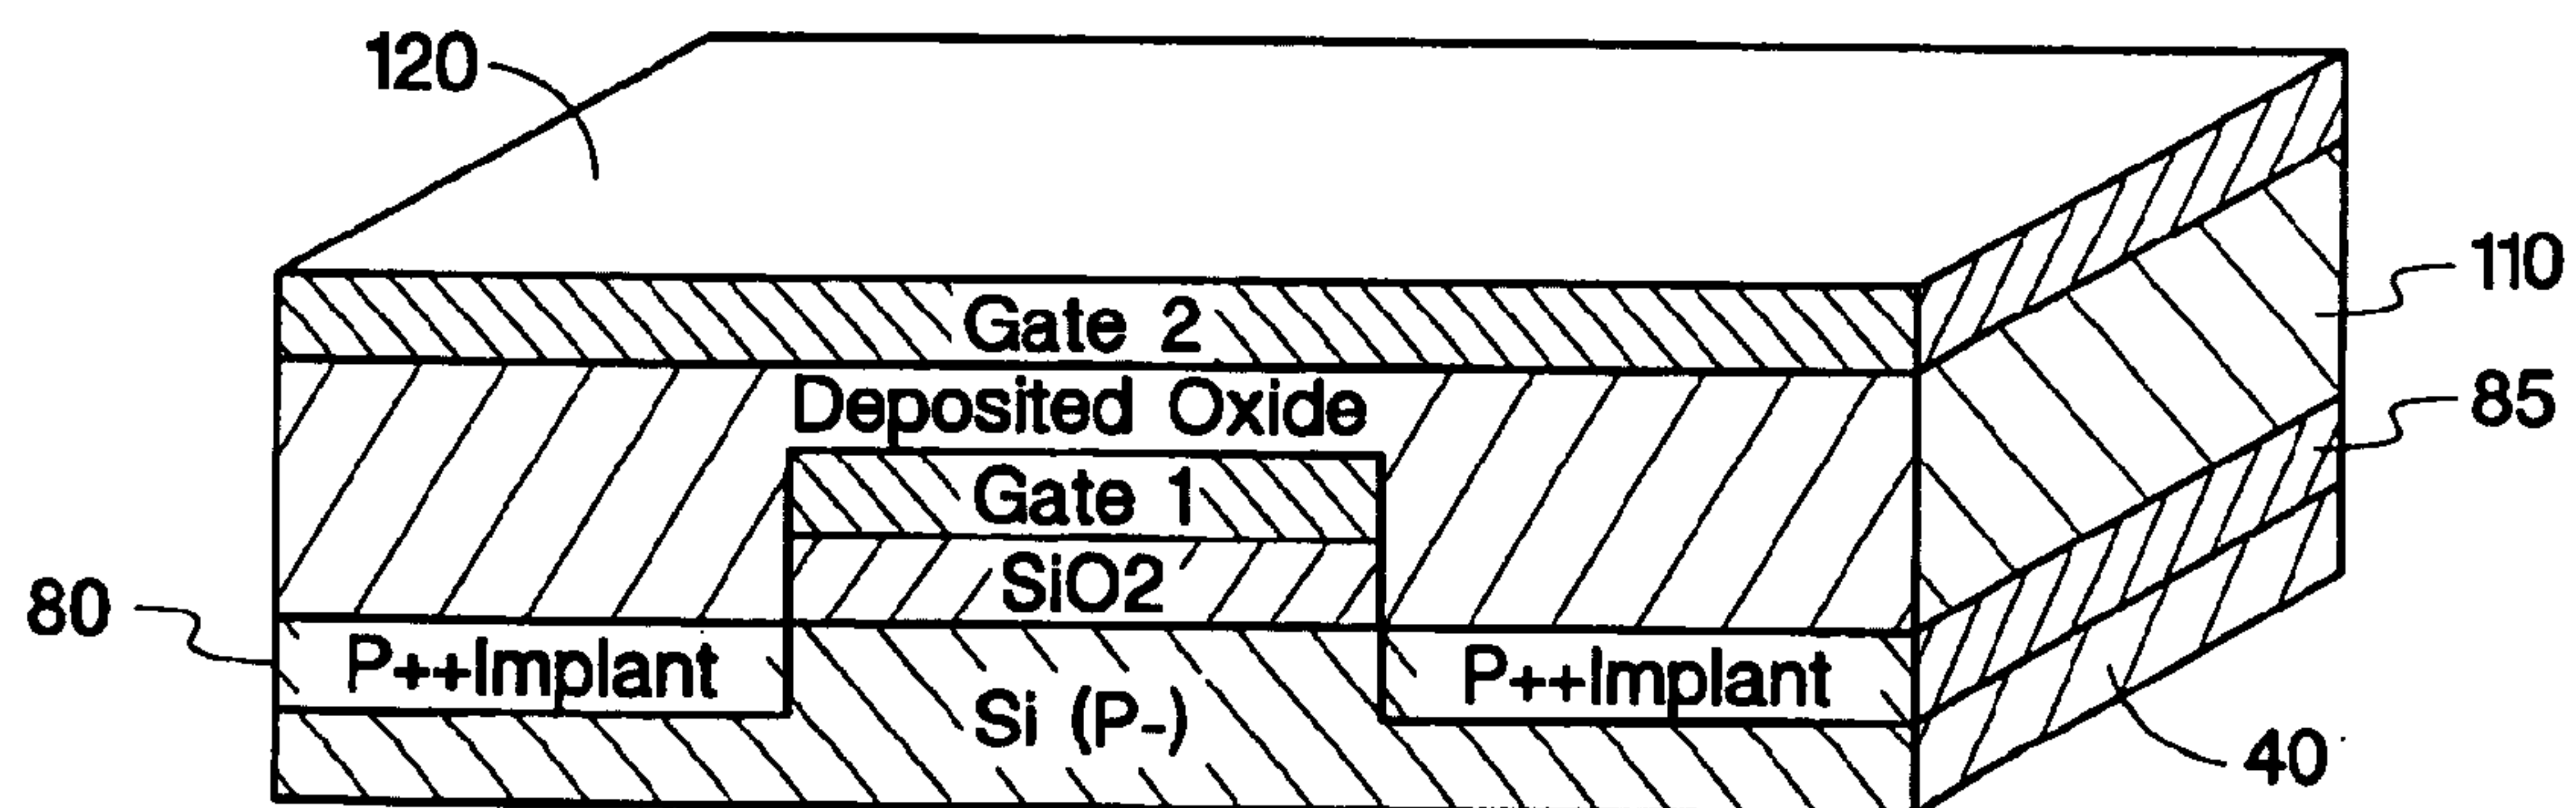 120
110
Gate 2
Deposited Oxide
85
Gate 1
SiO2
80
P++Implant
P++Implant
Si (P-)
40